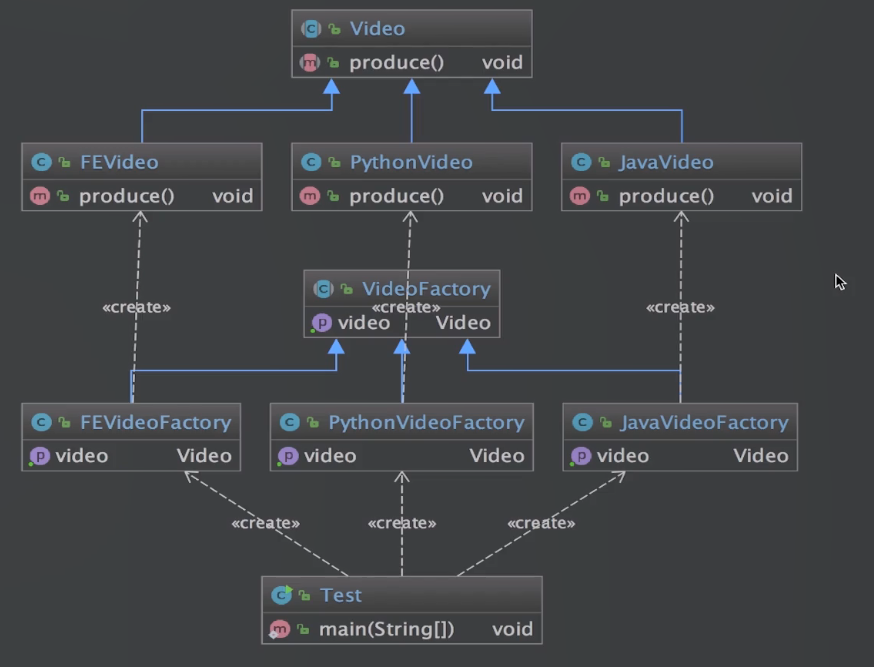 Video
produce() void
FEVideo
produce() void
PythonVideo
produce() void
JavaVideo
produce() void
«create»
VideoFactory
«create»
video Video
«create»
FEVideoFactory
video Video
PythonVideoFactory
video Video
JavaVideoFactory
video Video
«create»
«create»
«create»
Test
main(String[]) void